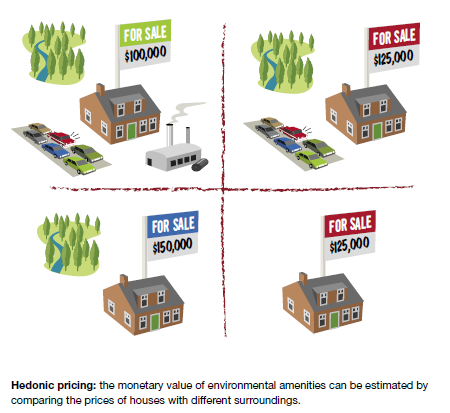 FOR SALE
$100,000
FOR SALE
$125,000
FOR SALE
$150,000
FOR SALE
$125,000
Hedonic pricing: the monetary value of environmental amenities can be estimated by
comparing the prices of houses with different surroundings.